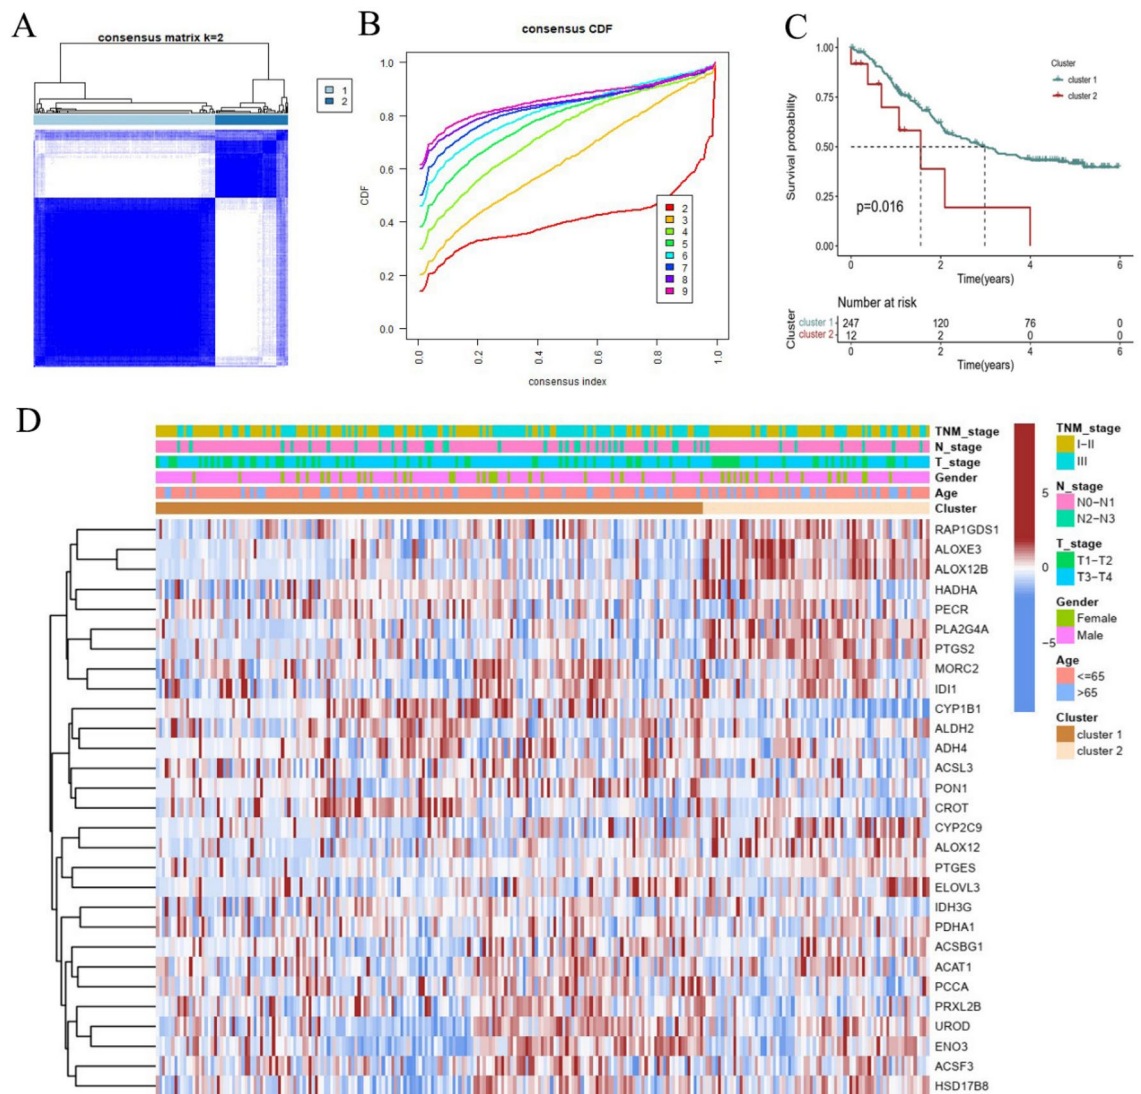 A
consensus matrix k=2
1
2
B
consensus CDF
CDF
1.0
0.8
0.6
0.4
0.2
0.0
0.0
0.2
0.4
0.6
0.8
1.0
consensus index
2
3
4
5
6
7
8
9
C
Survival probability
1.00
0.75
0.50
0.25
0.00
p=0.016
Cluster
cluster 1
cluster 2
0 2 4 6
Time(years)
Number at risk
Cluster
cluster 1 247 120 76 0
cluster 2 12 2 0 0
0 2 4 6
Time(years)
D
TNM_stage
N_stage
T_stage
Gender
Age
Cluster
RAP1GDS1
ALOXE3
ALOX12B
HADHA
PECR
PLA2G4A
PTGS2
MORC2
IDI1
CYP1B1
ALDH2
ADH4
ACSL3
PON1
CROT
CYP2C9
ALOX12
PTGES
ELOVL3
IDH3G
PDHA1
ACSBG1
ACAT1
PCCA
PRXL2B
UROD
ENO3
ACSF3
HSD17B8
5
0
−5
TNM_stage
I−II
III
N_stage
N0−N1
N2−N3
T_stage
T1−T2
T3−T4
Gender
Female
Male
Age
<=65
>65
Cluster
cluster 1
cluster 2